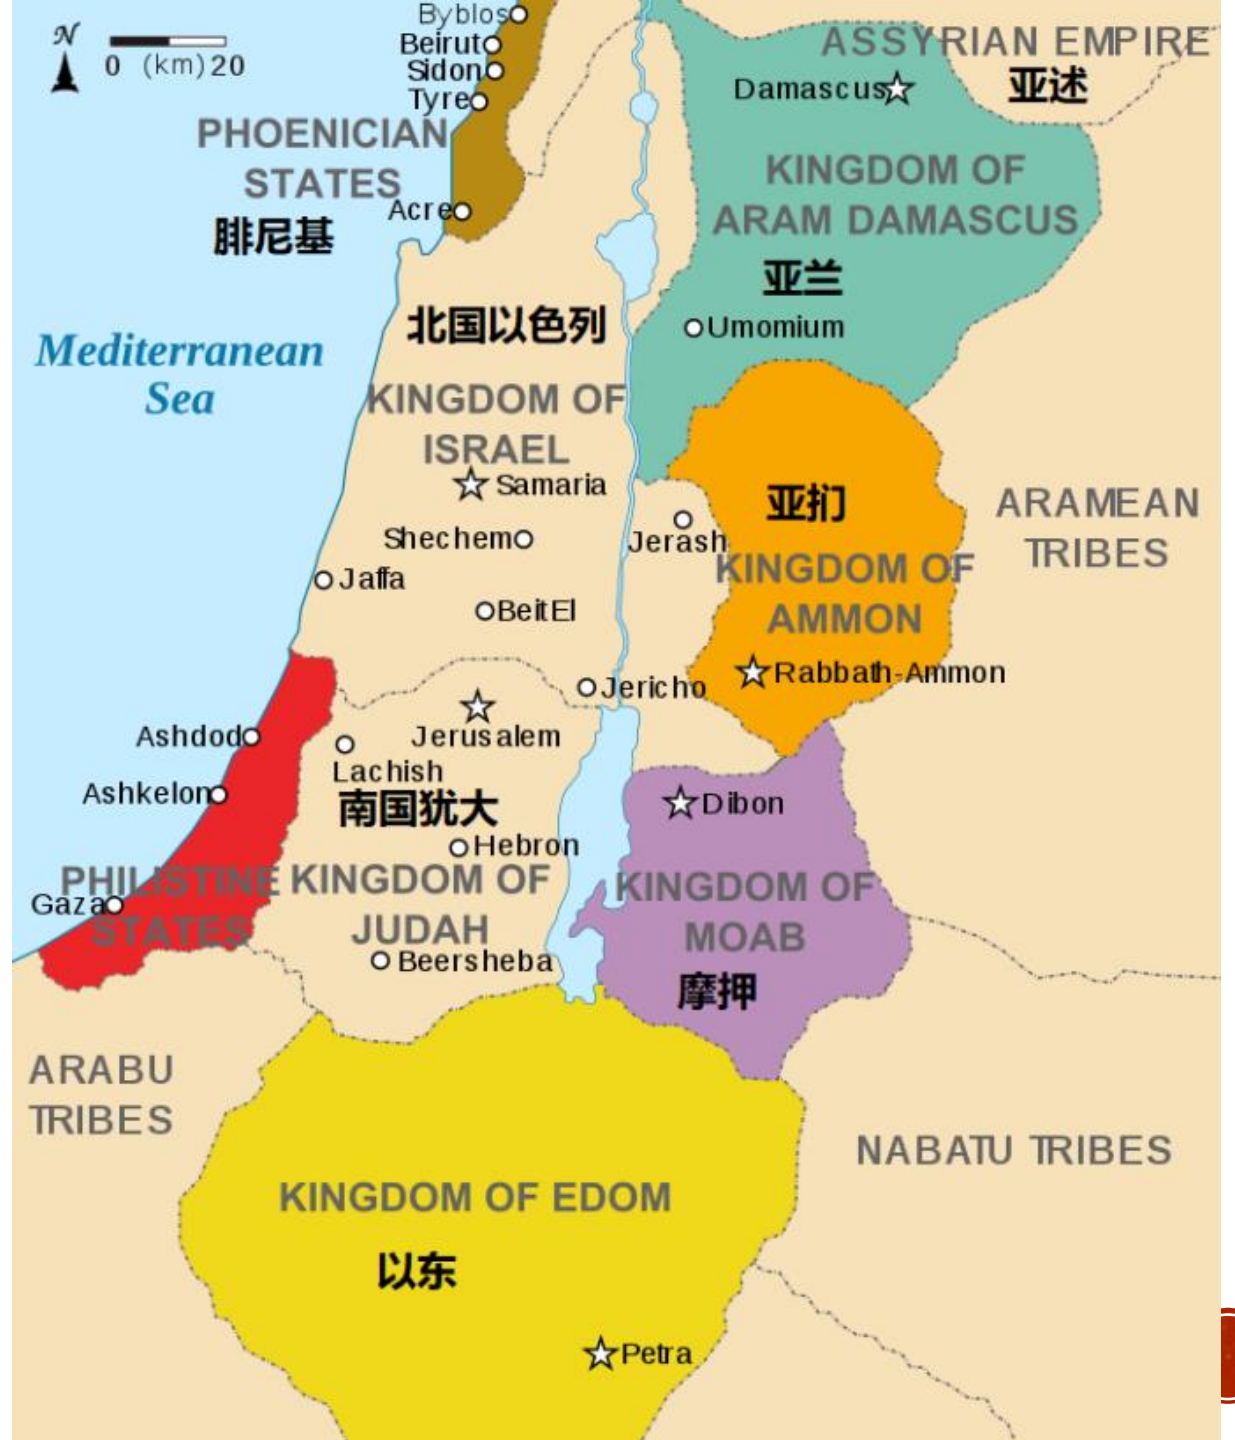 Byblos
N
Beirut
0 (km) 20
Sidon
Tyre
ASSYRIAN EMPIRE
亚述
Damascus
PHOENICIAN
STATES
腓尼基
Acre
KINGDOM OF
ARAM DAMASCUS
亚兰
Umomium
Mediterranean
Sea
北国以色列
KINGDOM OF
ISRAEL
Samaria
Shechem
Jaffa
BeitEl
Jerash
亚扪
KINGDOM OF
AMMON
Rabbath-Ammon
ARAMEAN
TRIBES
Jericho
Jerusalem
Ashdod
Lachish
Ashkelon
南国犹大
Hebron
KINGDOM OF
JUDAH
Beersheba
PHILISTINE
STATES
Gaza
Dibon
KINGDOM OF
MOAB
摩押
ARABU
TRIBES
NABATU TRIBES
KINGDOM OF EDOM
以东
Petra